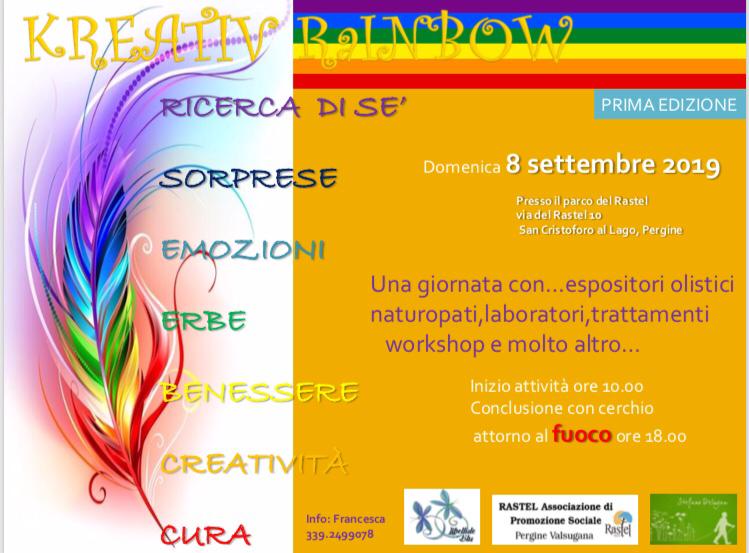 KREATIV RaINBOW
RICERCA DI SE'
PRIMA EDIZIONE
Domenica 8 settembre 2019
SORPRESE
Presso il parco del Rastel
via del Rastel 10
San Cristoforo al Lago, Pergine
EMOZIONI
Una giornata con...espositori olistici
naturopati,laboratori,trattamenti
workshop e molto altro...
ERBE
BENESSERE
Inizio attività ore 10.00
Conclusione con cerchio
attorno al fuoco ore 18.00
CREATIVITÀ
CURA
Info: Francesca
339.2499078
RASTEL Associazione di
Promozione Sociale
Pergine Valsugana
Rastel